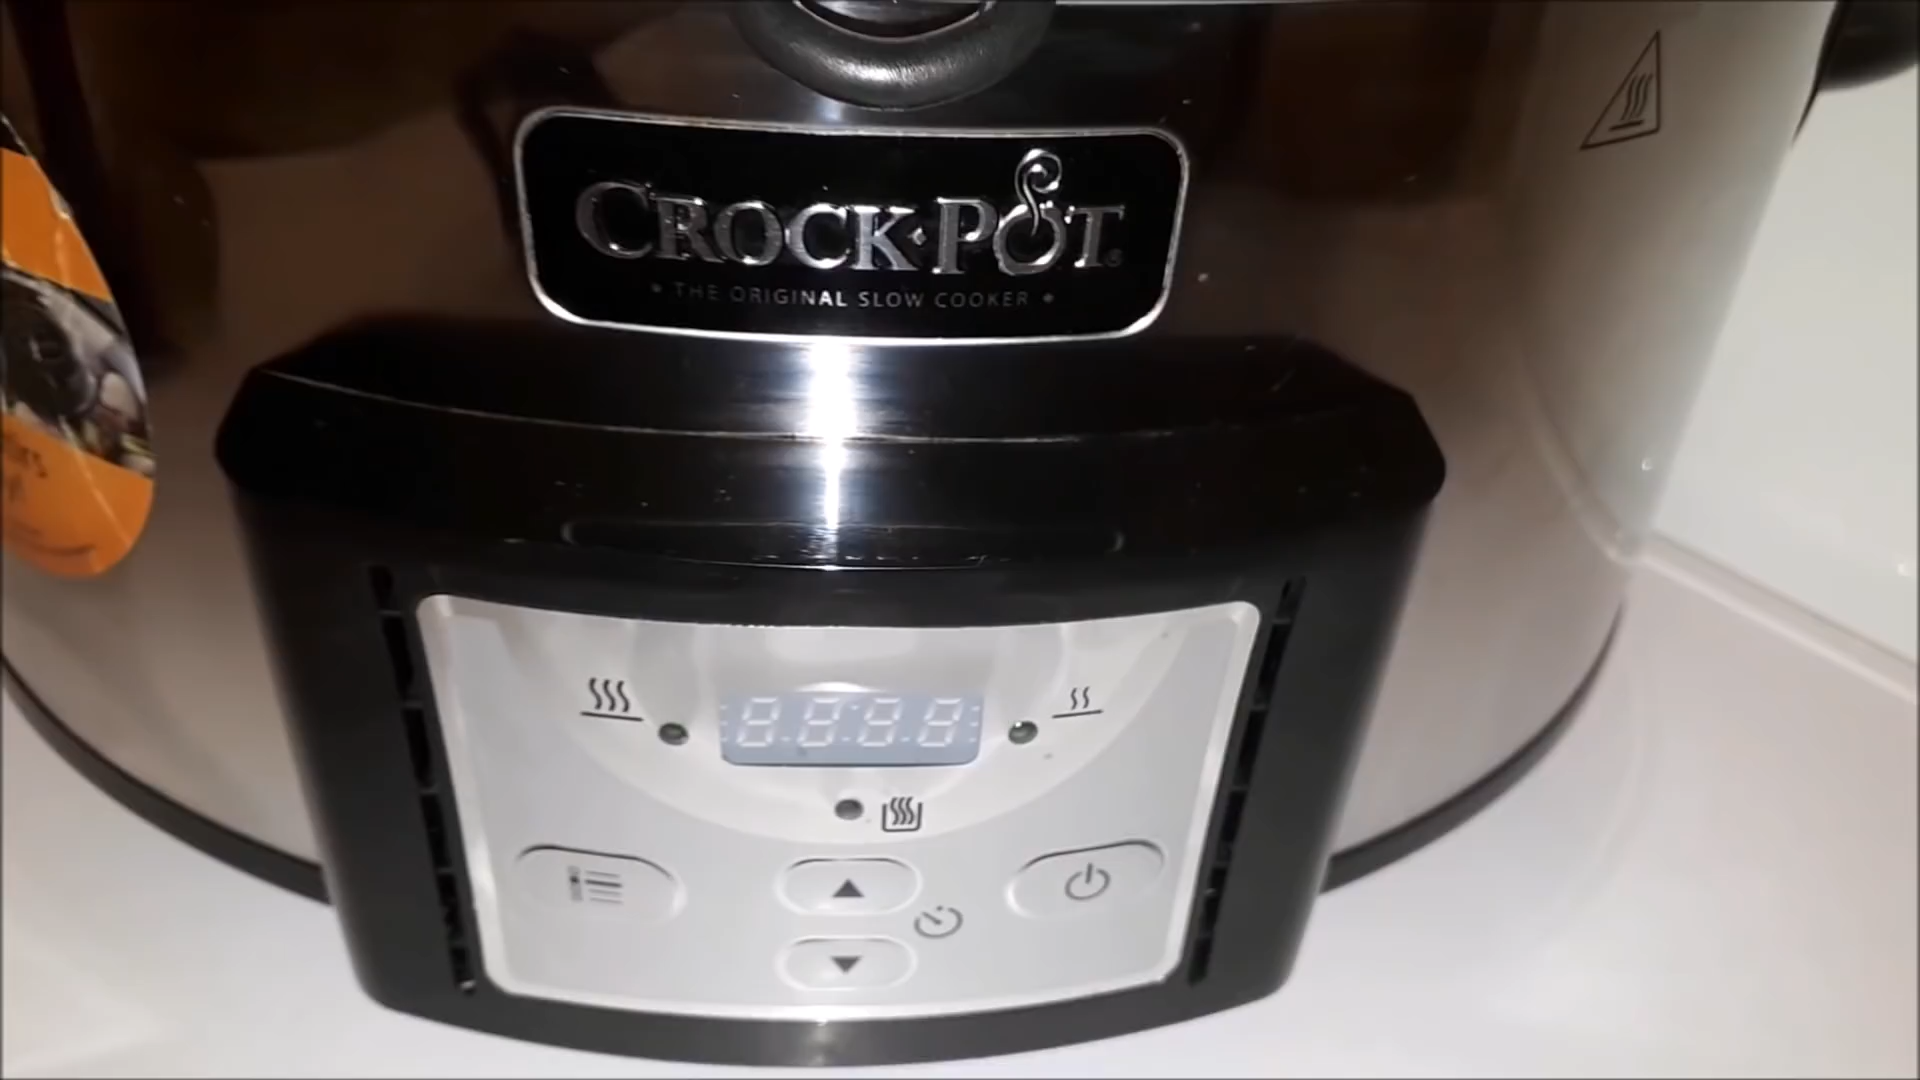 CROCK·POT®
• THE ORIGINAL SLOW COOKER •